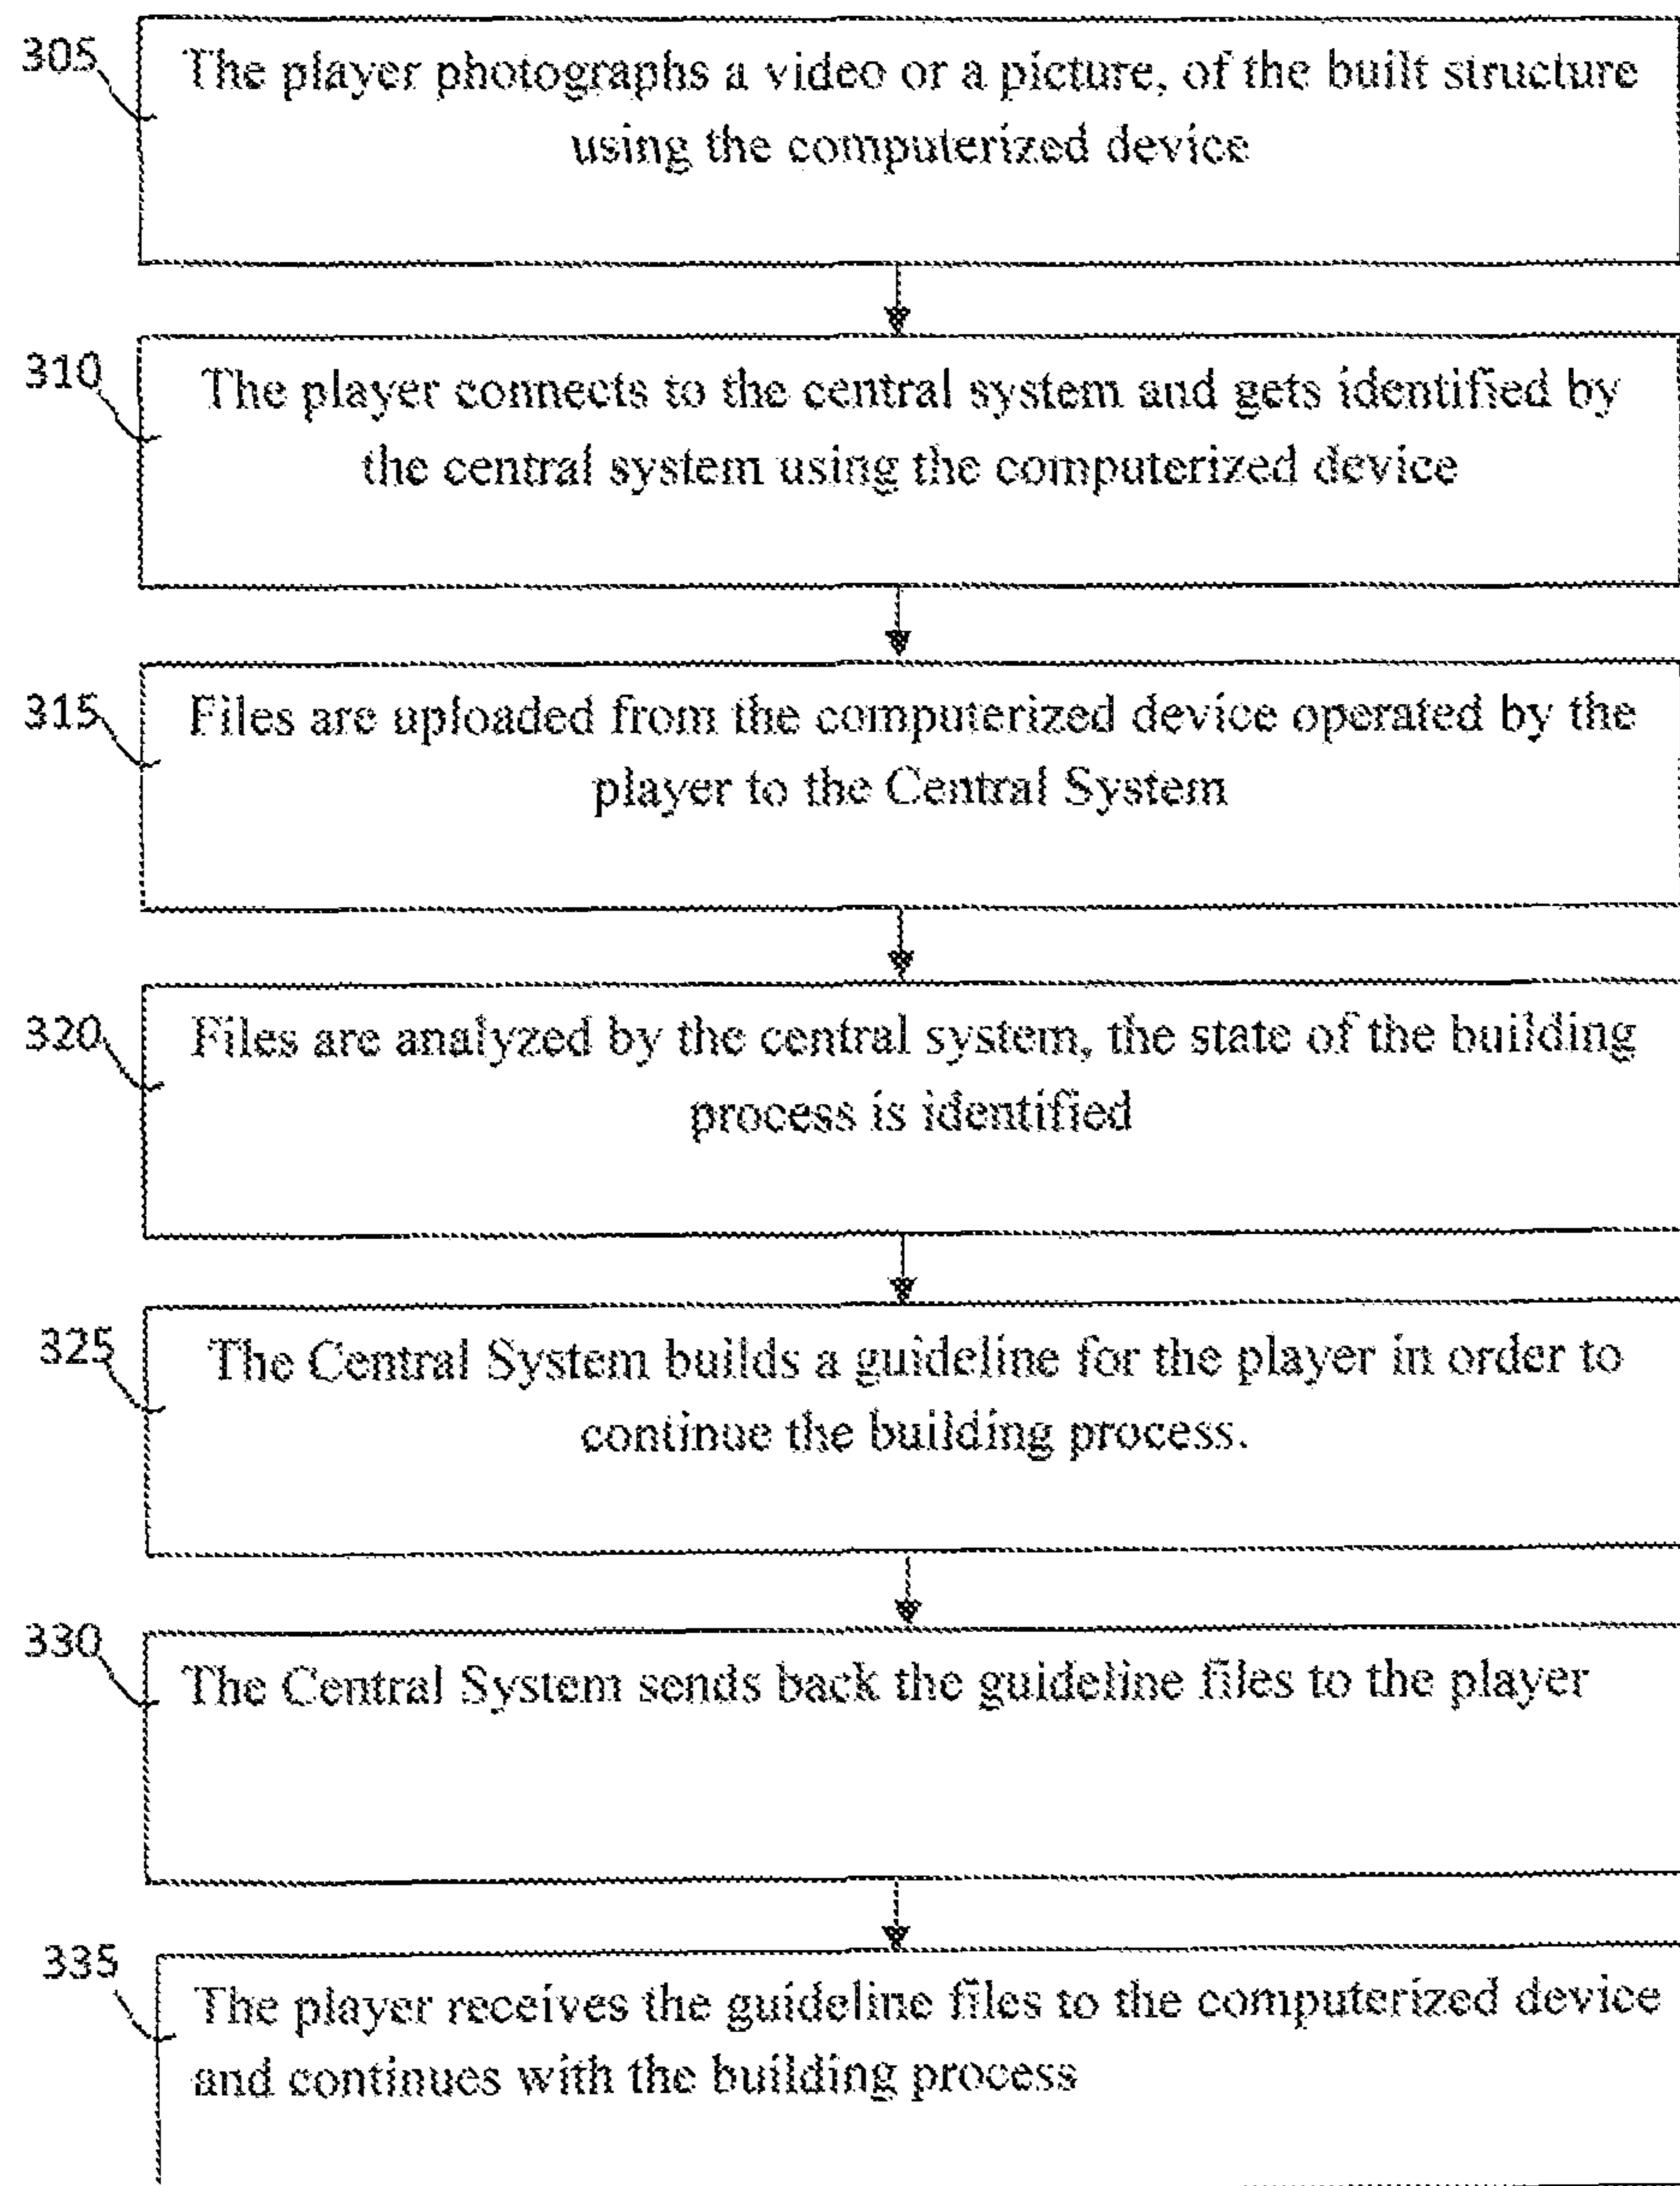 305
The player photographs a video or a picture, of the built structure
using the computerized device
310
The player connects to the central system and gets identified by
the central system using the computerized device
315
Files are uploaded from the computerized device operated by the
player to the Central System
320
Files are analyzed by the central system, the state of the building
process is identified
325
The Central System builds a guideline for the player in order to
continue the building process.
330
The Central System sends back the guideline files to the player
335
The player receives the guideline files to the computerized device
and continues with the building process